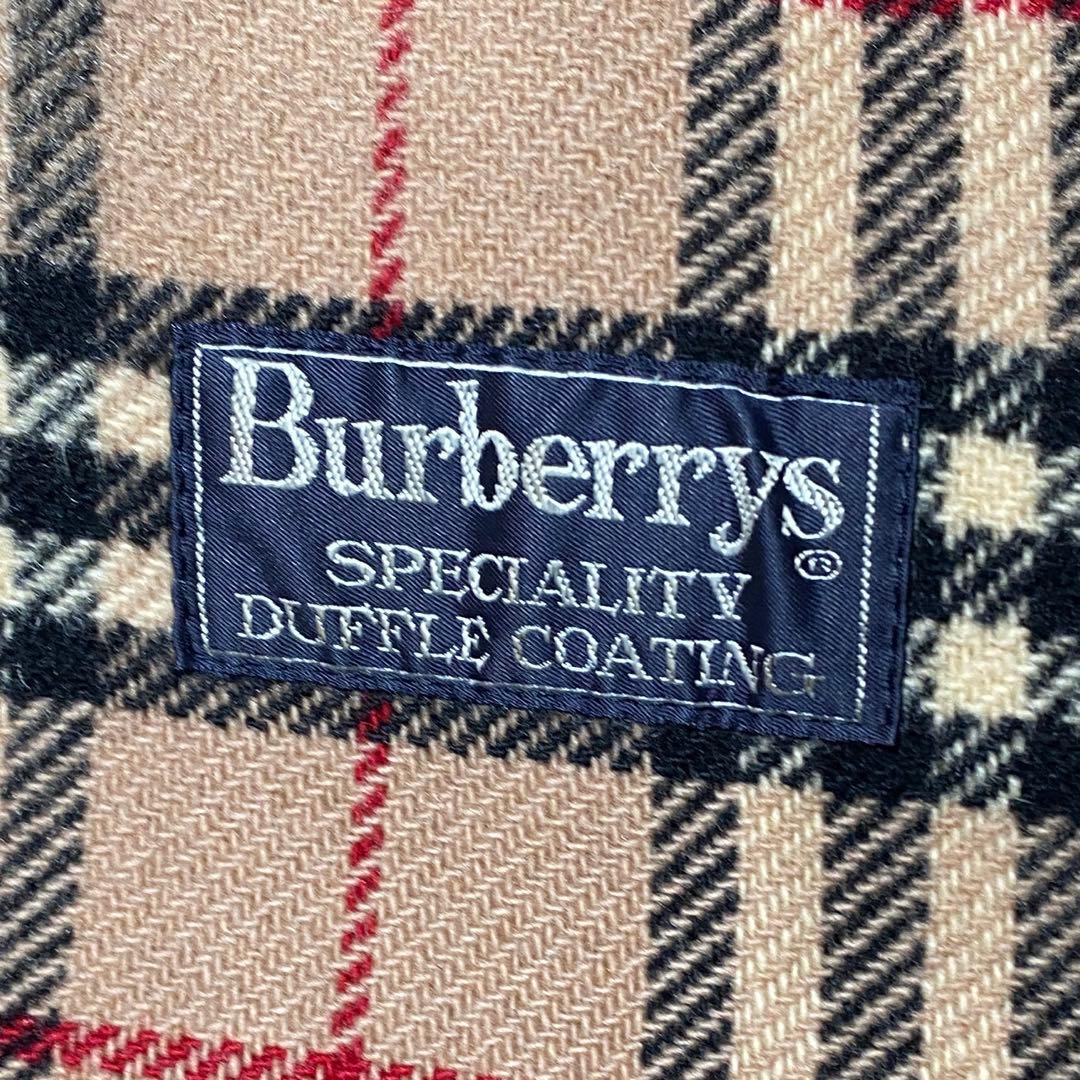 Burberrys®
SPECIALITY
DUFFLE COATING